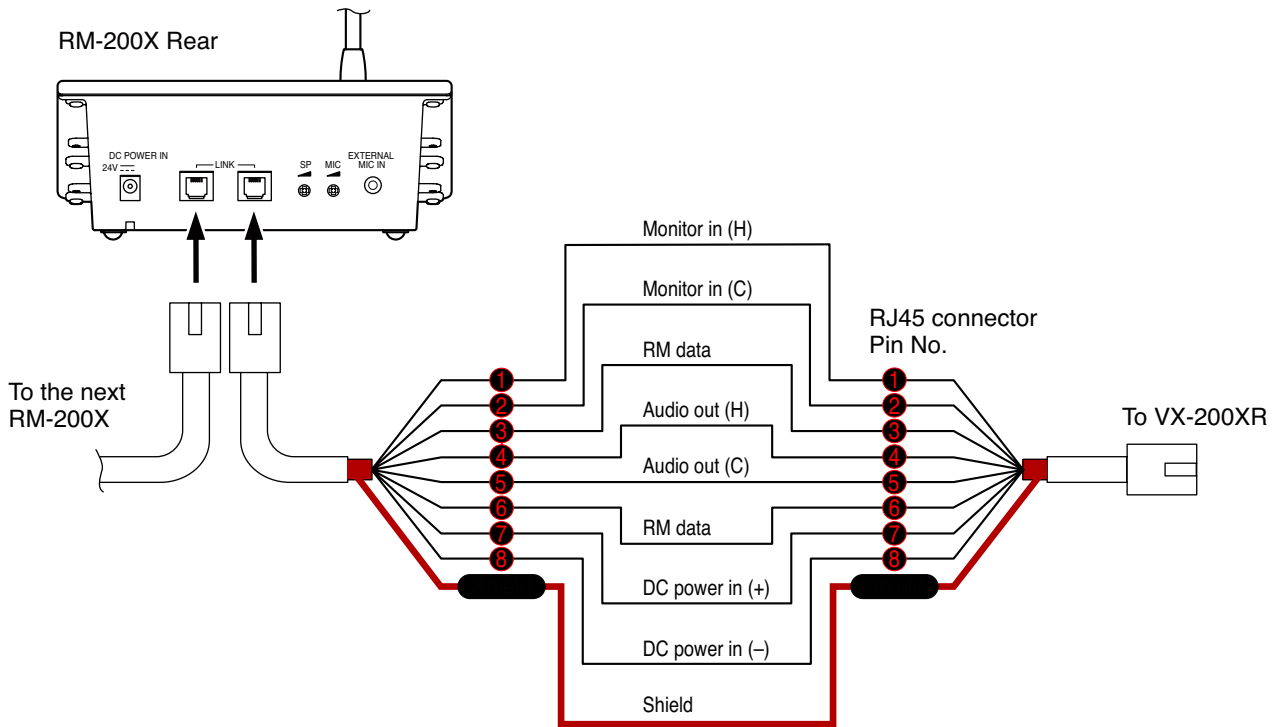 RM-200X Rear
DC POWER IN
24V
LINK
SP
MIC
EXTERNAL
MIC IN
To the next
RM-200X
Monitor in (H)
Monitor in (C)
RM data
Audio out (H)
Audio out (C)
RM data
DC power in (+)
DC power in (–)
Shield
1
2
3
4
5
6
7
8
RJ45 connector
Pin No.
1
2
3
4
5
6
7
8
To VX-200XR